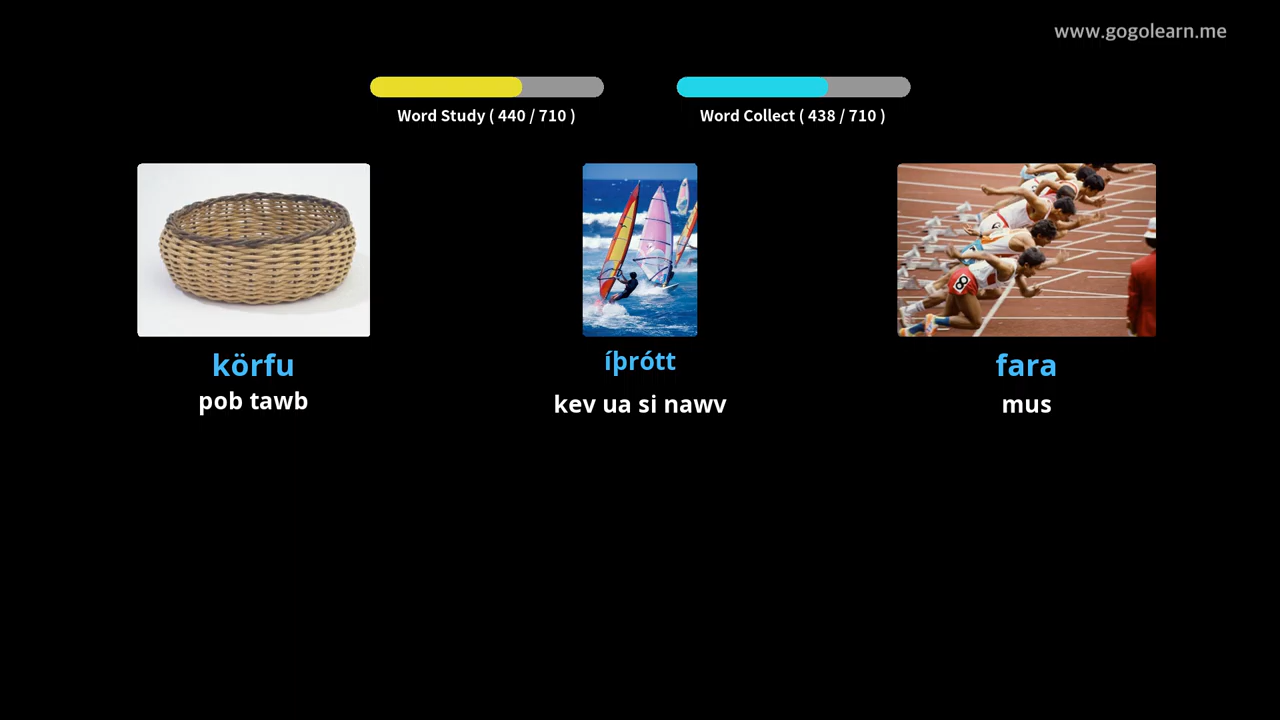 www.gogolearn.me
Word Study ( 440 / 710 )
Word Collect ( 438 / 710 )
körfu
pob tawb
íþrótt
kev ua si nawv
fara
mus
8